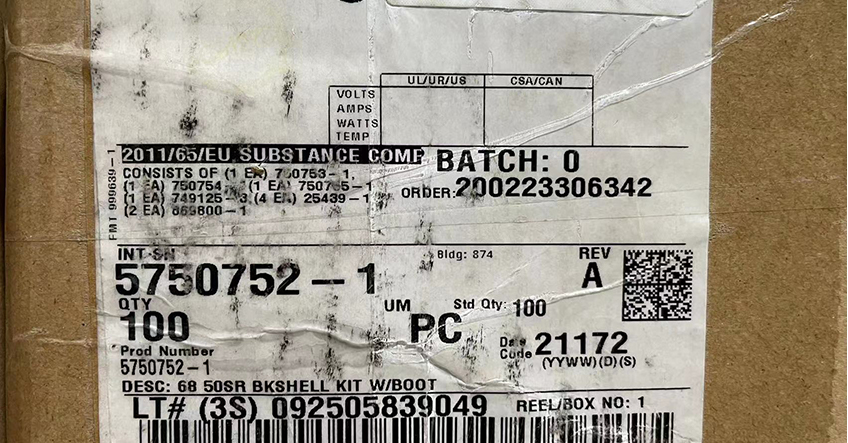 UL/UR/US CSA/CAN
VOLTS
AMPS
WATTS
TEMP
2011/65/EU SUBSTANCE COMP
BATCH: 0
CONSISTS OF (1 EA) 750753-1,
(1 EA) 750754 (1 EA)
ORDER: 200223306342
(1 EA) 749125 (4 EA) 25439-1
(2 EA)
FMT 999639-1
INT SN
Bldg: 874
REV
5750752-1
A
QTY
100
UM
PC
Std Qty: 100
Date
Code 21172
(YYWW)(D)(S)
Prod Number
5750752-1
DESC: 68 50SR BKSHELL KIT W/BOOT
LT# (3S) 092505839049 REEL/BOX NO: 1